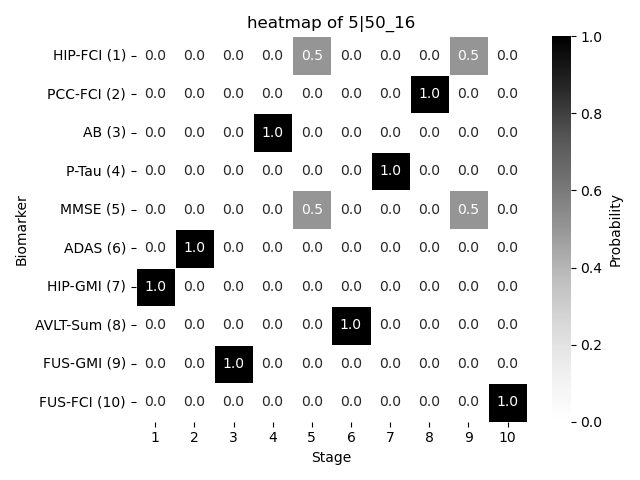 heatmap of 5|50_16
HIP-FCI (1) 0.0 0.0 0.0 0.0 0.5 0.0 0.0 0.0 0.5 0.0
PCC-FCI (2) 0.0 0.0 0.0 0.0 0.0 0.0 0.0 1.0 0.0 0.0
AB (3) 0.0 0.0 0.0 1.0 0.0 0.0 0.0 0.0 0.0 0.0
P-Tau (4) 0.0 0.0 0.0 0.0 0.0 0.0 1.0 0.0 0.0 0.0
MMSE (5) 0.0 0.0 0.0 0.0 0.5 0.0 0.0 0.0 0.5 0.0
ADAS (6) 0.0 1.0 0.0 0.0 0.0 0.0 0.0 0.0 0.0 0.0
HIP-GMI (7) 1.0 0.0 0.0 0.0 0.0 0.0 0.0 0.0 0.0 0.0
AVLT-Sum (8) 0.0 0.0 0.0 0.0 0.0 1.0 0.0 0.0 0.0 0.0
FUS-GMI (9) 0.0 0.0 1.0 0.0 0.0 0.0 0.0 0.0 0.0 0.0
FUS-FCI (10) 0.0 0.0 0.0 0.0 0.0 0.0 0.0 0.0 0.0 1.0
1 2 3 4 5 6 7 8 9 10
Stage
Biomarker
1.0
0.8
0.6
0.4
0.2
0.0
Probability